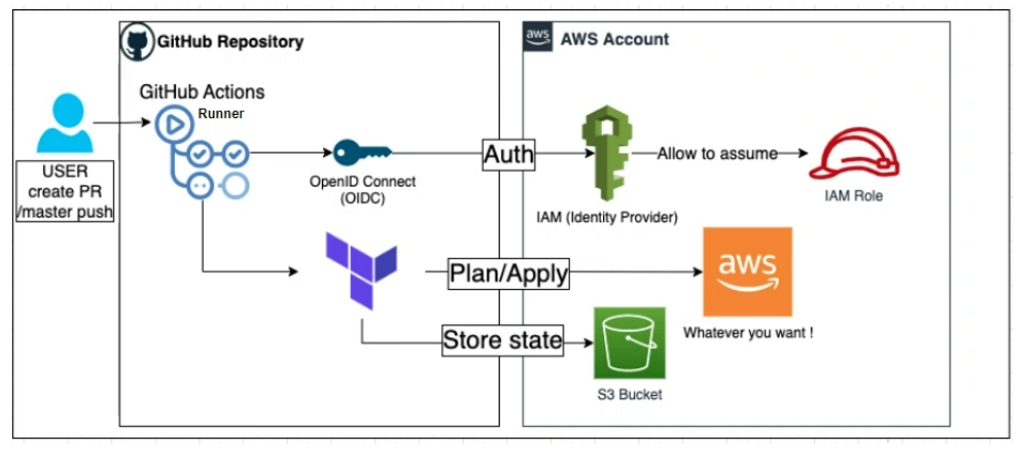 GitHub Repository
aws
AWS Account
GitHub Actions
Runner
USER
create PR
/master push
OpenID Connect
(OIDC)
Auth
IAM (Identity Provider)
Allow to assume
IAM Role
Plan/Apply
aws
Whatever you want !
Store state
S3 Bucket